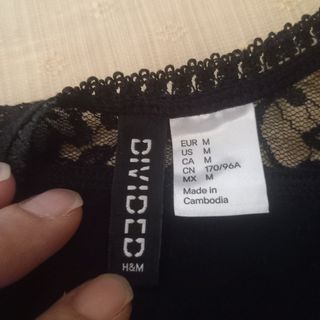 DIVIDED
H&M
EUR M
US M
CA M
CN 170/96A
MX M
Made in
Cambodia